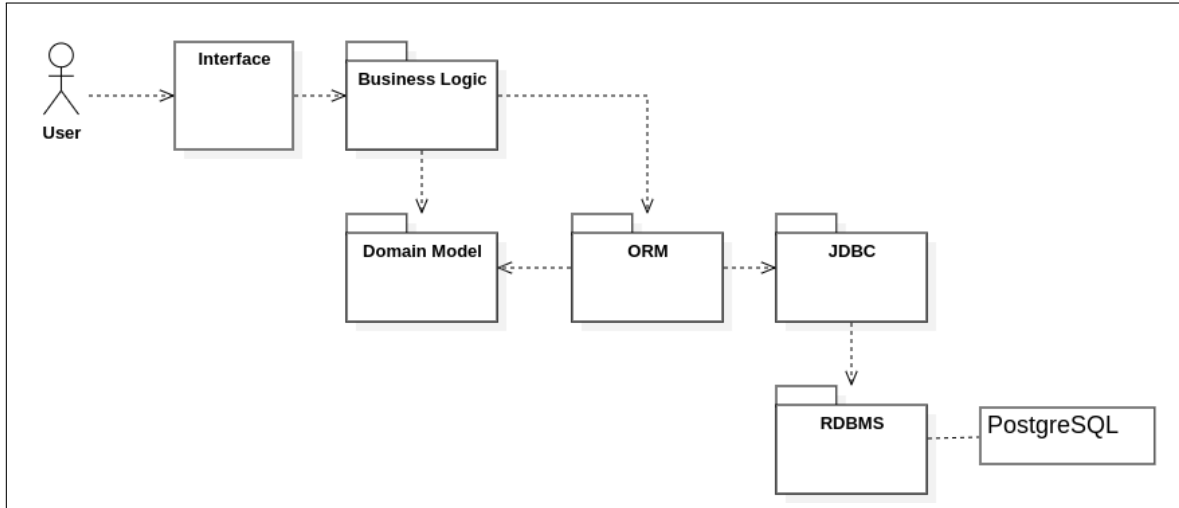 Interface
Business Logic
User
Domain Model
ORM
JDBC
RDBMS
PostgreSQL